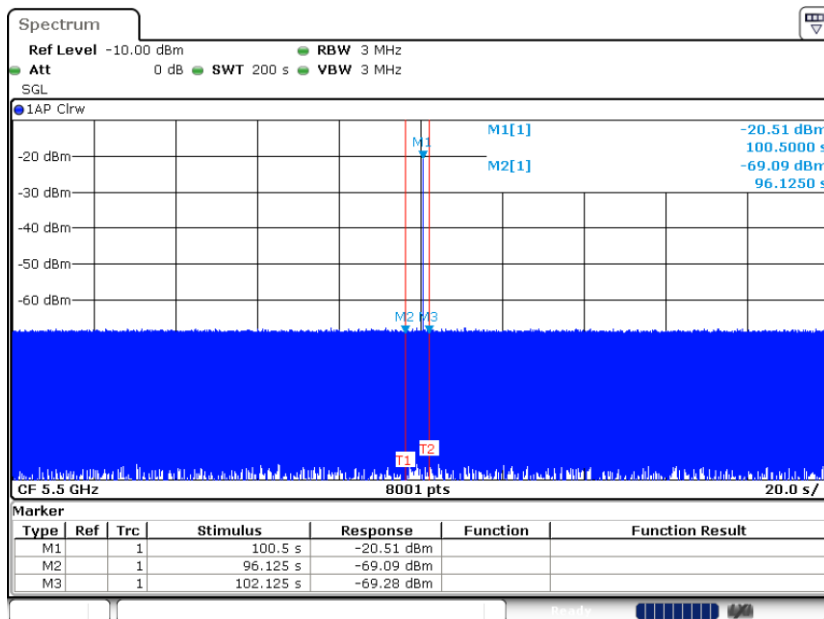 Spectrum
Ref Level -10.00 dBm RBW 3 MHz
Att 0 dB SWT 200 s VBW 3 MHz
SGL
1AP Clrw
M1[1] -20.51 dBm
100.5000 s
M2[1] -69.09 dBm
96.1250 s
M1
-20 dBm
-30 dBm
-40 dBm
-50 dBm
-60 dBm
M2 M3
T1 T2
CF 5.5 GHz 8001 pts 20.0 s/
Marker
Type Ref Trc Stimulus Response Function Function Result
M1 1 100.5 s -20.51 dBm
M2 1 96.125 s -69.09 dBm
M3 1 102.125 s -69.28 dBm
Ready